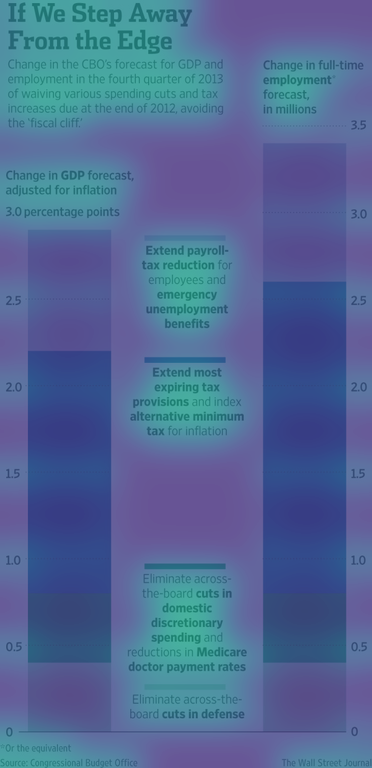 If We Step Away
From the Edge
Change in the CBO's forecast for GDP and
employment in the fourth quarter of 2013
of waiving various spending cuts and tax
increases due at the end of 2012, avoiding
the 'fiscal cliff.'
Change in full-time
employment*
forecast,
in millions
3.5
Change in GDP forecast,
adjusted for inflation
3.0 percentage points
3.0
Extend payroll-
tax reduction for
employees and
emergency
unemployment
benefits
2.5
2.5
Extend most
expiring tax
provisions and index
alternative minimum
tax for inflation
2.0
2.0
1.5
1.5
1.0
1.0
Eliminate across-
the-board cuts in
domestic
discretionary
spending and
reductions in Medicare
doctor payment rates
0.5
0.5
Eliminate across-the-
board cuts in defense
0
0
*Or the equivalent
Source: Congressional Budget Office
The Wall Street Journal